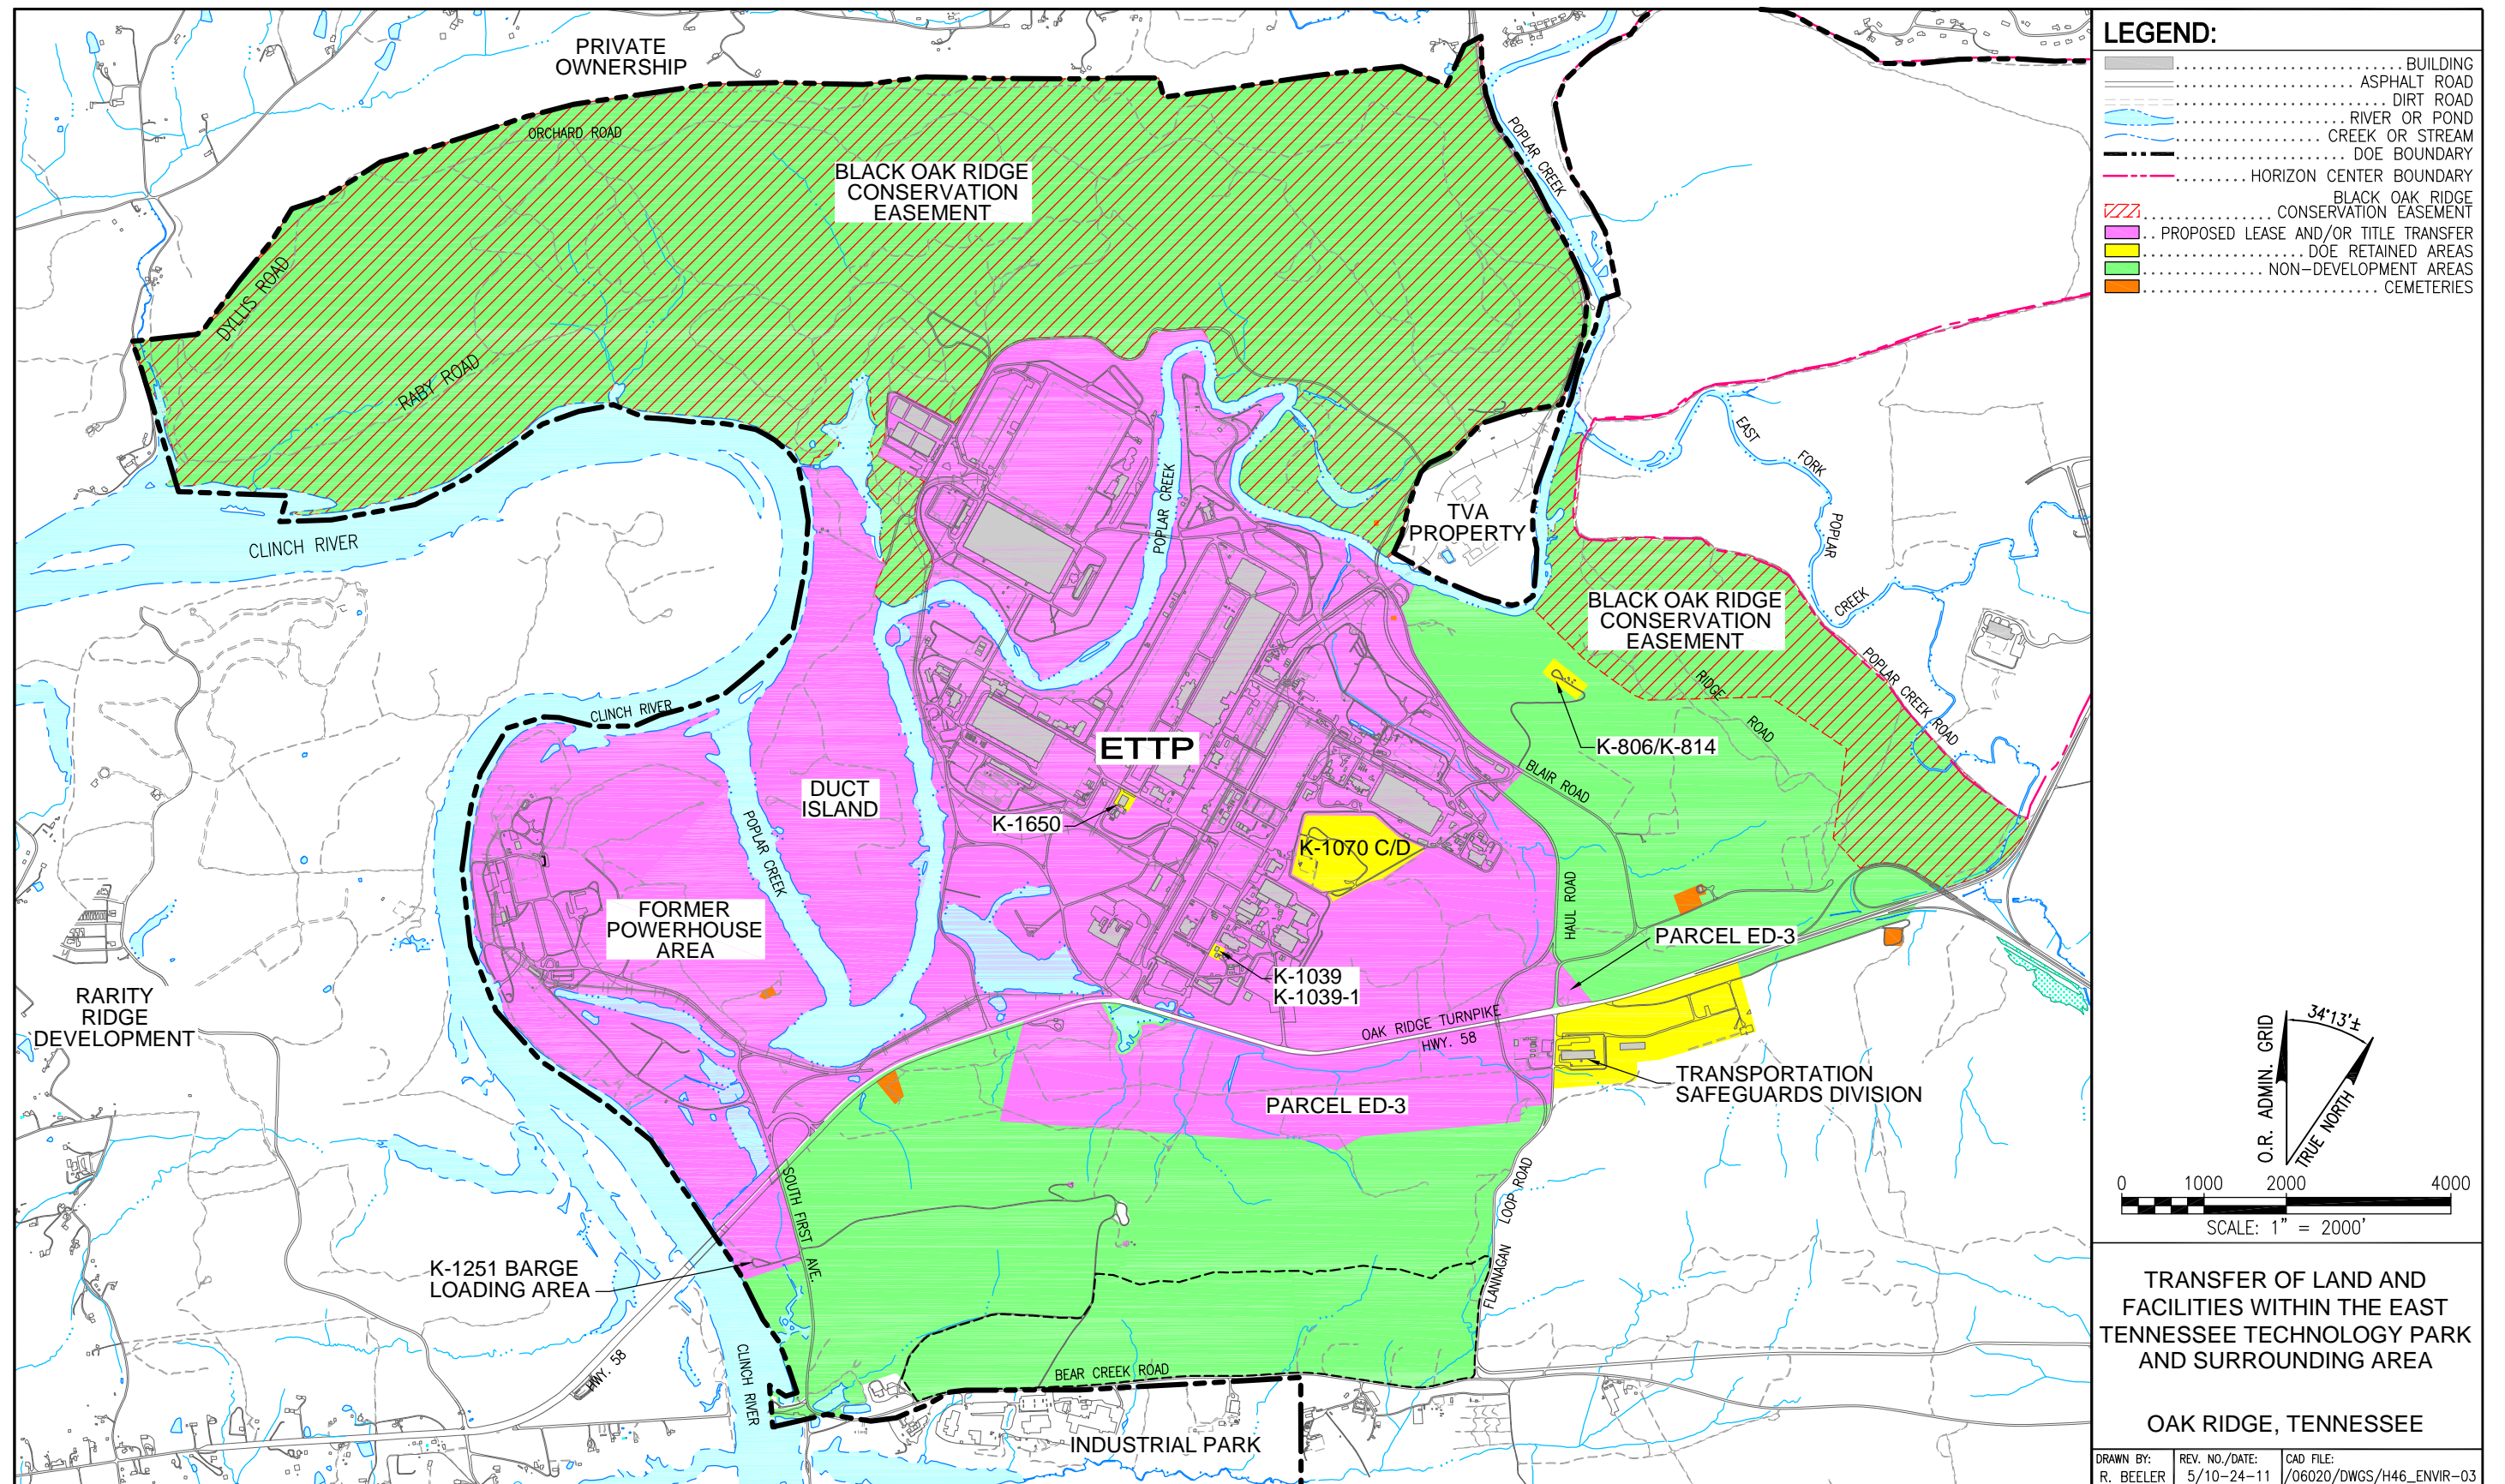 PRIVATE
OWNERSHIP
ORCHARD ROAD
BLACK OAK RIDGE
CONSERVATION
EASEMENT
POPLAR CREEK
DYLLIS ROAD
RABY ROAD
CLINCH RIVER
POPLAR CREEK
TVA
PROPERTY
EAST
FORK
POPLAR
CREEK
BLACK OAK RIDGE
CONSERVATION
EASEMENT
POPLAR CREEK ROAD
RIDGE
ROAD
CLINCH RIVER
K-806/K-814
ETTP
BLAIR ROAD
DUCT
ISLAND
K-1650
POPLAR CREEK
K-1070 C/D
HAUL ROAD
FORMER
POWERHOUSE
AREA
PARCEL ED-3
K-1039
K-1039-1
RARITY
RIDGE
DEVELOPMENT
OAK RIDGE TURNPIKE
HWY. 58
TRANSPORTATION
SAFEGUARDS DIVISION
PARCEL ED-3
SOUTH FIRST AVE.
FLANNAGAN LOOP ROAD
K-1251 BARGE
LOADING AREA
HWY. 58
CLINCH RIVER
BEAR CREEK ROAD
INDUSTRIAL PARK
LEGEND:
BUILDING
ASPHALT ROAD
DIRT ROAD
RIVER OR POND
CREEK OR STREAM
DOE BOUNDARY
HORIZON CENTER BOUNDARY
BLACK OAK RIDGE
CONSERVATION EASEMENT
PROPOSED LEASE AND/OR TITLE TRANSFER
DOE RETAINED AREAS
NON-DEVELOPMENT AREAS
CEMETERIES
34°13'±
O.R. ADMIN. GRID
TRUE NORTH
0 1000 2000 4000
SCALE: 1" = 2000'
TRANSFER OF LAND AND
FACILITIES WITHIN THE EAST
TENNESSEE TECHNOLOGY PARK
AND SURROUNDING AREA
OAK RIDGE, TENNESSEE
DRAWN BY: REV. NO./DATE: CAD FILE:
R. BEELER 5/10-24-11 /06020/DWGS/H46_ENVIR-03